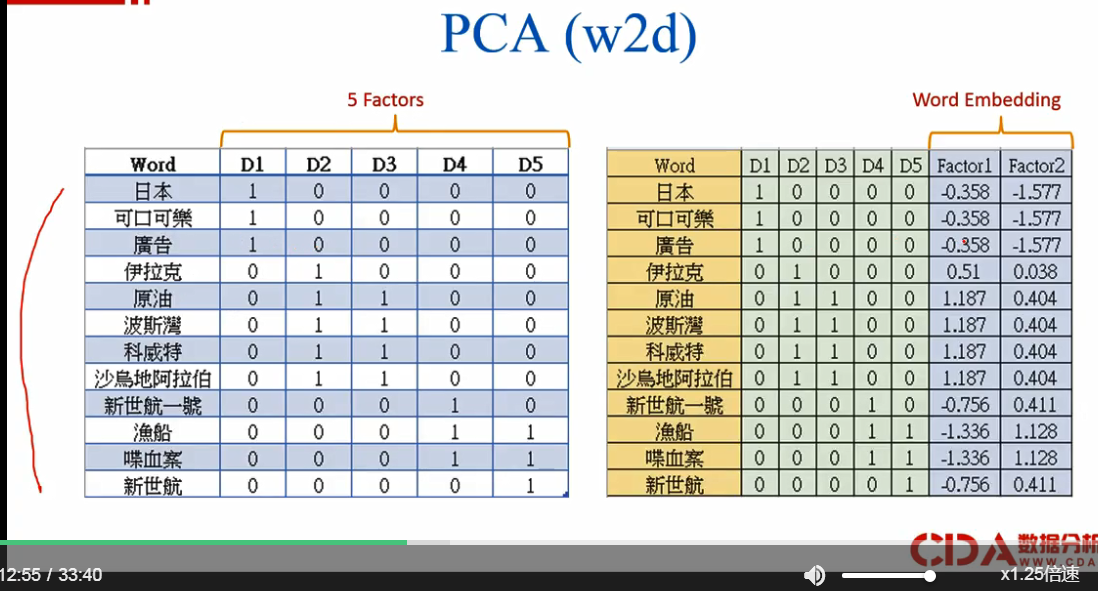 PCA (w2d)
5 Factors
Word D1 D2 D3 D4 D5
日本 1 0 0 0 0
可口可樂 1 0 0 0 0
廣告 1 0 0 0 0
伊拉克 0 1 0 0 0
原油 0 1 1 0 0
波斯灣 0 1 1 0 0
科威特 0 1 1 0 0
沙烏地阿拉伯 0 1 1 0 0
新世航一號 0 0 0 1 0
漁船 0 0 0 1 1
喋血案 0 0 0 1 1
新世航 0 0 0 0 1
Word Embedding
Word D1 D2 D3 D4 D5 Factor1 Factor2
日本 1 0 0 0 0 -0.358 -1.577
可口可樂 1 0 0 0 0 -0.358 -1.577
廣告 1 0 0 0 0 -0.358 -1.577
伊拉克 0 1 0 0 0 0.51 0.038
原油 0 1 1 0 0 1.187 0.404
波斯灣 0 1 1 0 0 1.187 0.404
科威特 0 1 1 0 0 1.187 0.404
沙烏地阿拉伯 0 1 1 0 0 1.187 0.404
新世航一號 0 0 0 1 0 -0.756 0.411
漁船 0 0 0 1 1 -1.336 1.128
喋血案 0 0 0 1 1 -1.336 1.128
新世航 0 0 0 0 1 -0.756 0.411
CDA 数据分析
WWW.CDA
12:55 / 33:40
x1.25倍速